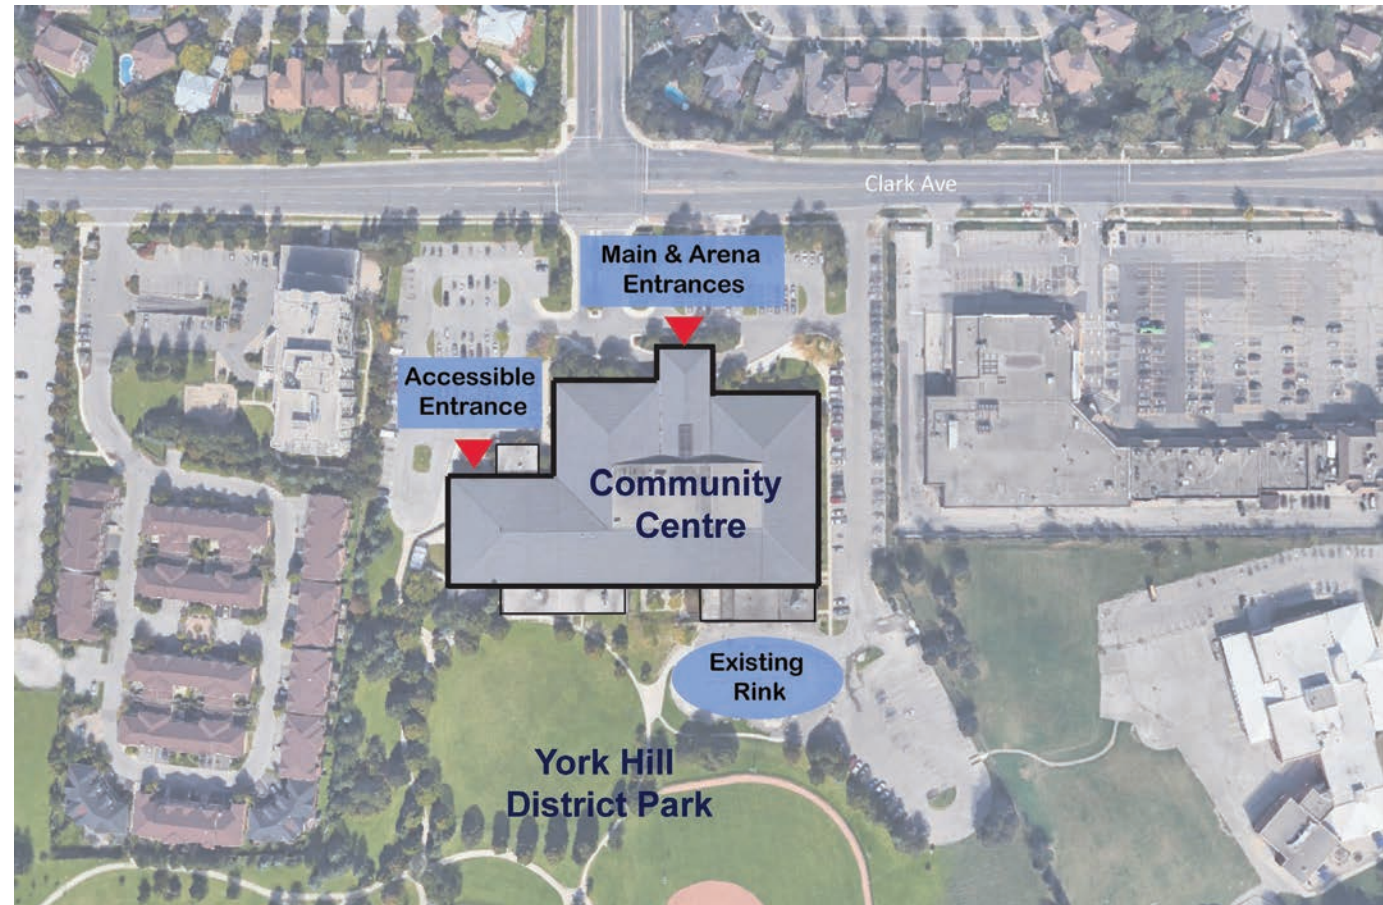 Clark Ave
Main & Arena
Entrances
Accessible
Entrance
Community
Centre
Existing
Rink
York Hill
District Park